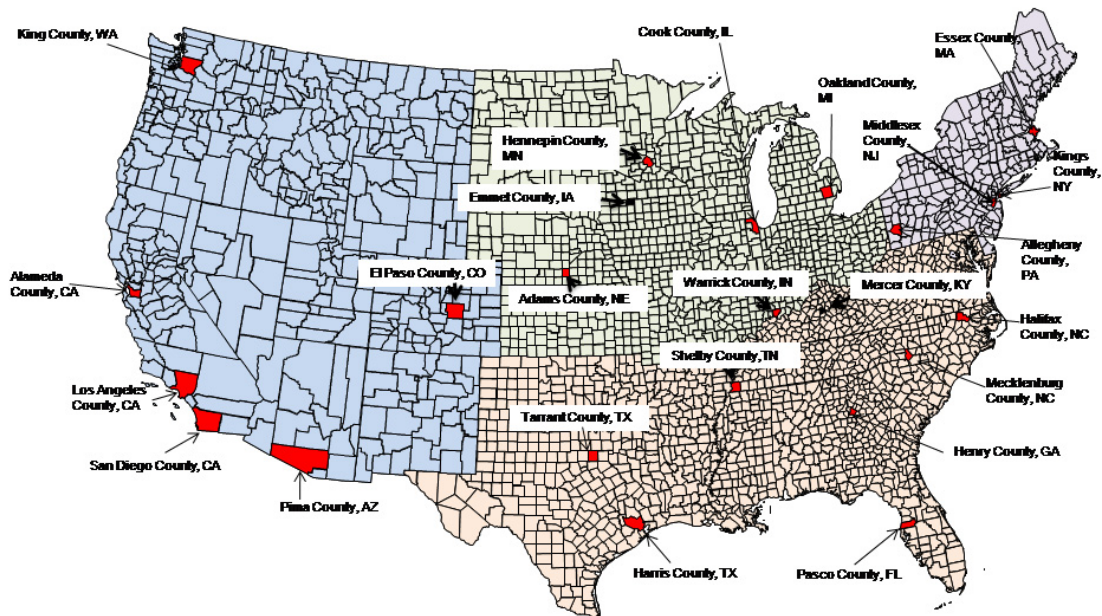 King County, WA
Cook County, IL
Essex County,
MA
Oakland County,
MI
Hennepin County,
MN
Middlesex
County,
NJ
Kings
County,
NY
Emmet County, IA
Alameda
County, CA
El Paso County, CO
Adams County, NE
Warrick County, IN
Mercer County, KY
Allegheny
County,
PA
Halifax
County, NC
Shelby County,TN
Los Angeles
County, CA
Tarrant County, TX
Mecklenburg
County, NC
San Diego County, CA
Henry County, GA
Pima County, AZ
Harris County, TX
Pasco County, FL